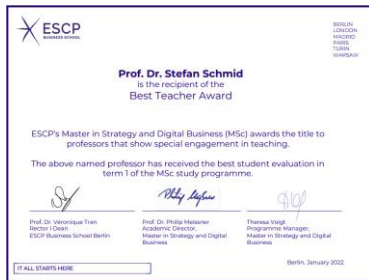 ESCP
BUSINESS SCHOOL
BERLIN
LONDON
MADRID
PARIS
TURIN
WARSAW
Prof. Dr. Stefan Schmid
is the recipient of the
Best Teacher Award
ESCP's Master in Strategy and Digital Business (MSc) awards the title to
professors that show special engagement in teaching.
The above named professor has received the best student evaluation in
term 1 of the MSc study programme.
Prof. Dr. Véronique Tran
Rector I Dean
ESCP Business School Berlin
Philip Meissner
Prof. Dr. Philip Meissner
Academic Director,
Master in Strategy and Digital
Business
Theresa Voigt
Programme Manager,
Master in Strategy and Digital
Business
IT ALL STARTS HERE
Berlin, January 2022